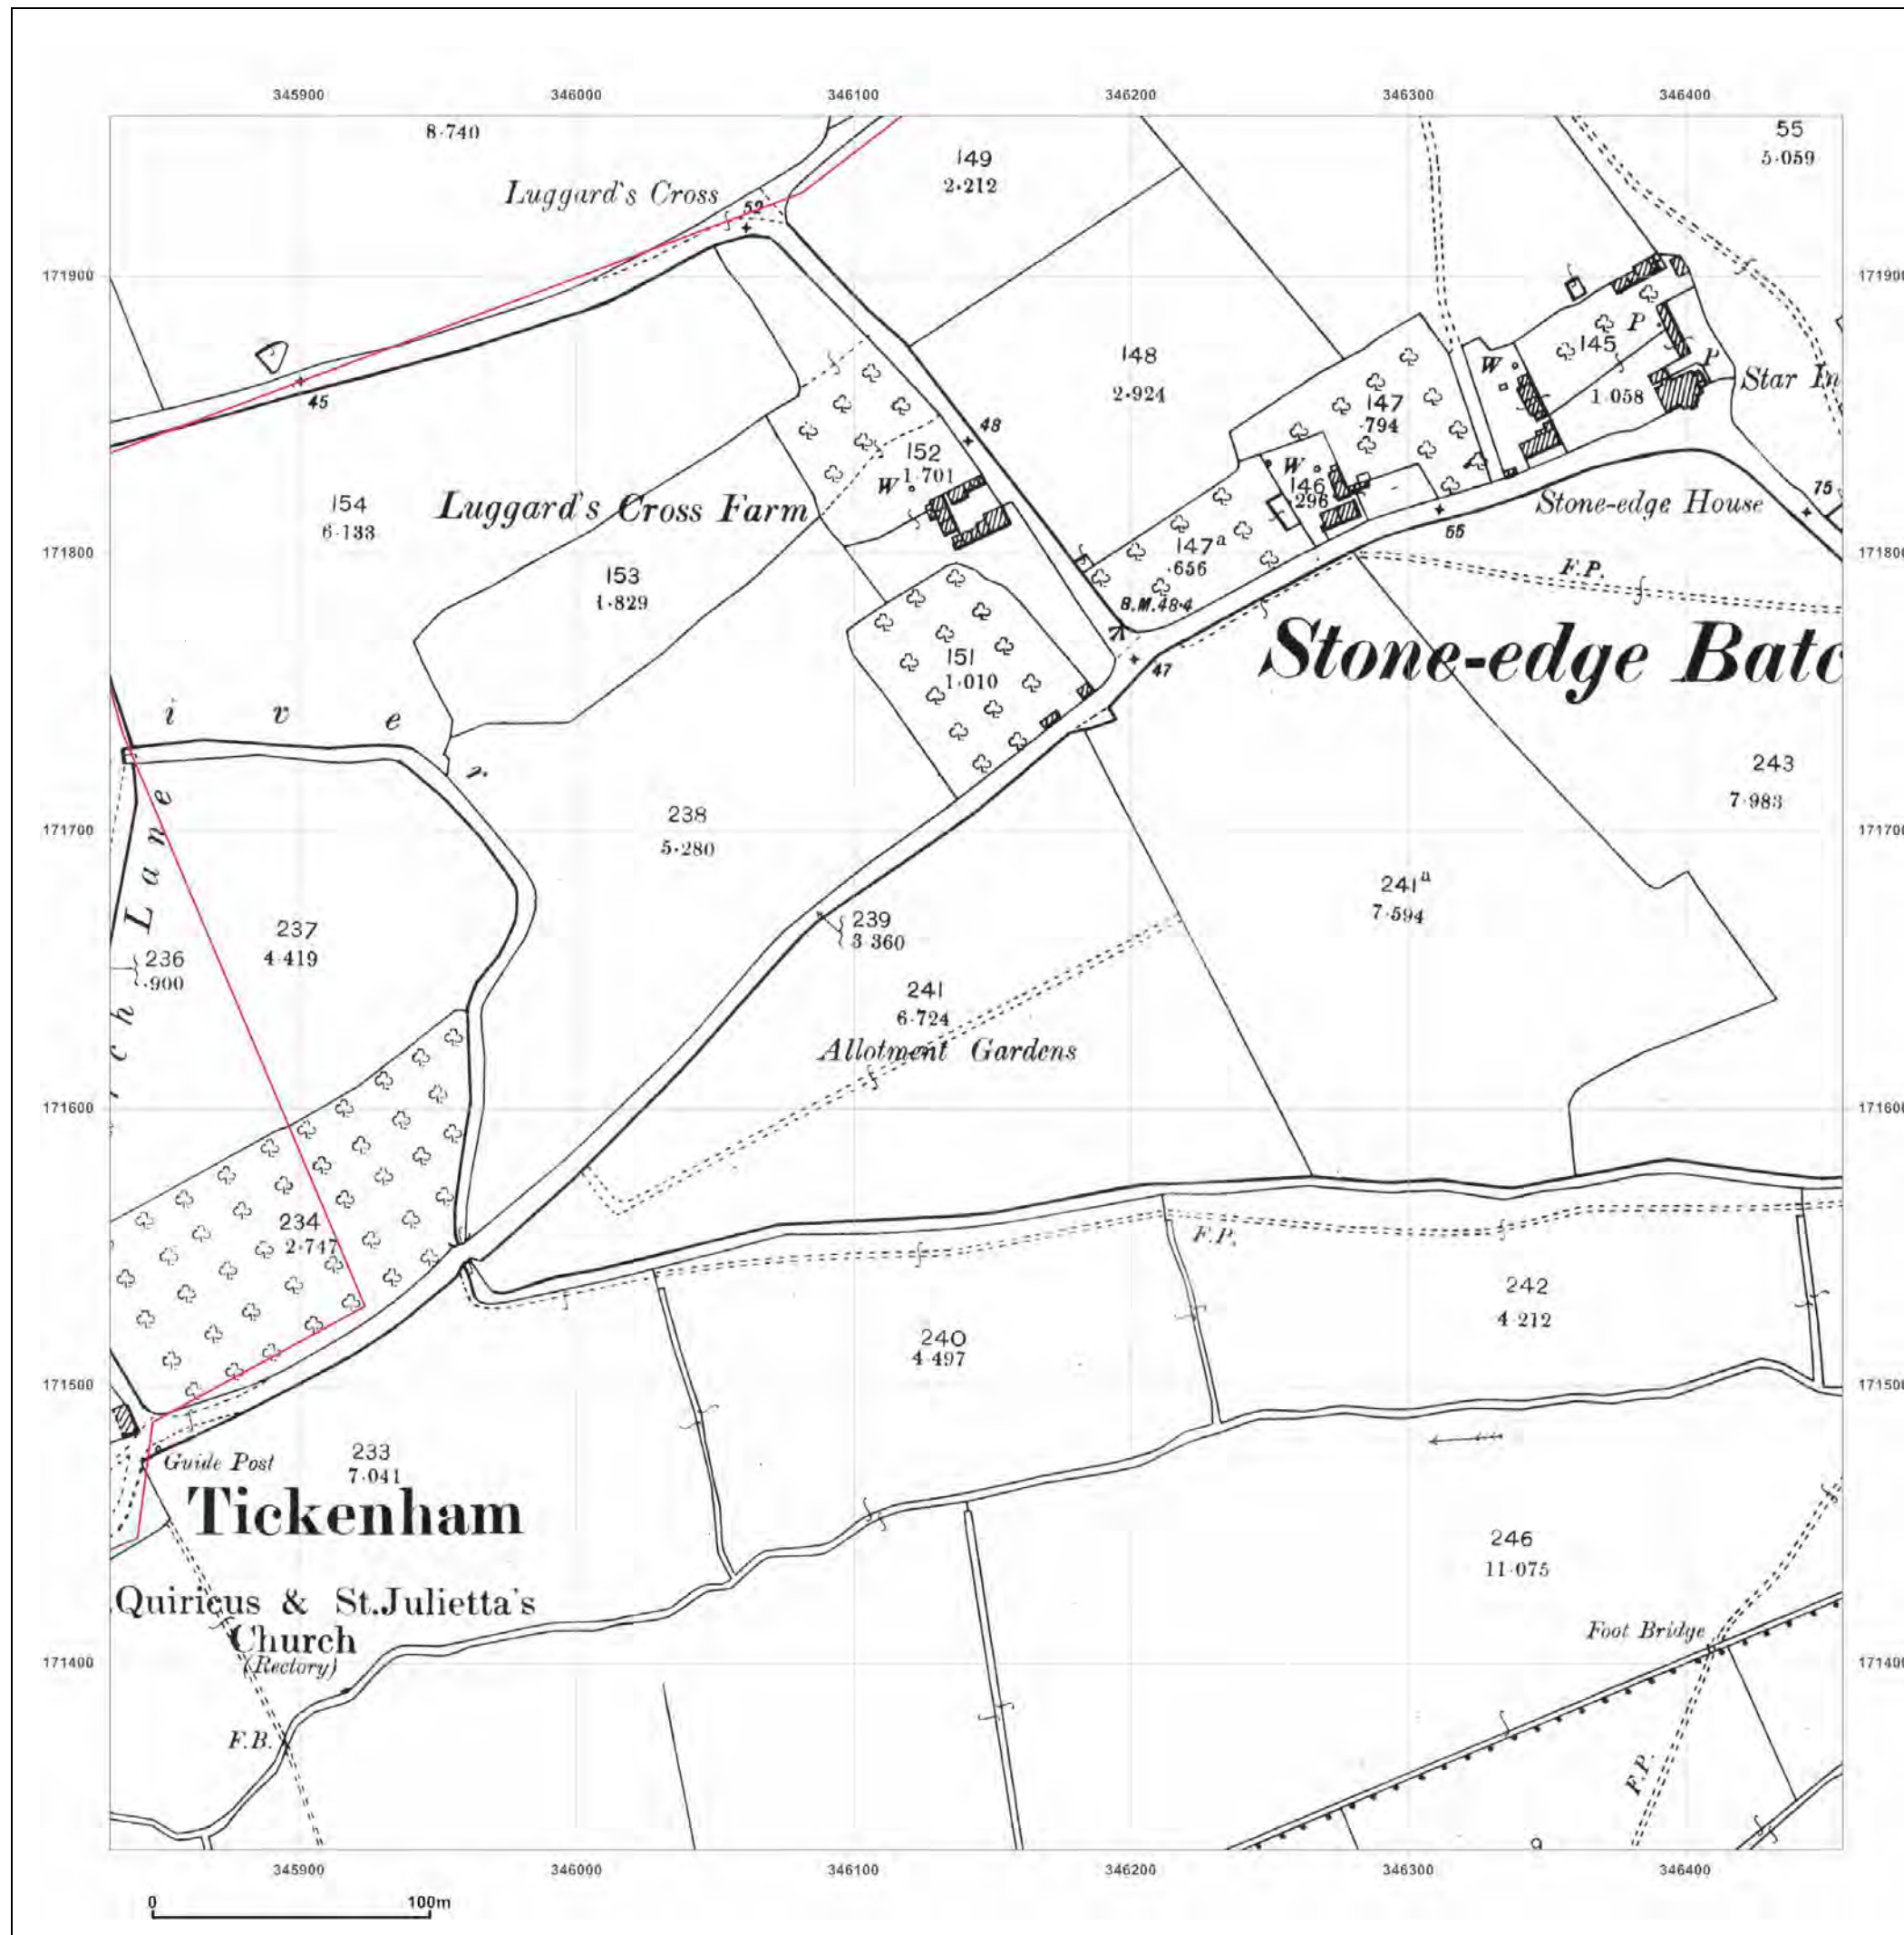 345900 346000 346100 346200 346300 346400
8·740
149
2·212
55
5·059
Luggard's Cross
52
171900
45
48
148
2·924
147
·794
W
145
P
P
1·058
Star In
152
1·701
W
W
146
·296
154
6·133
Luggard's Cross Farm
Stone-edge House
75
55
171800
171800
147a
·656
153
1·829
F.P.
B.M.48·4
151
1·010
47
Stone-edge Batc
i v e r
243
7·983
Lane
171700
171700
238
5·280
241a
7·594
237
4·419
239
3·360
236
·900
rch
241
6·724
Allotment Gardens
171600
171600
234
2·747
F.P.
242
4·212
240
4·497
171500
171500
Guide Post
233
7·041
Tickenham
246
11·075
Quiricus & St.Julietta's
Church
(Rectory)
Foot Bridge
171400
F.B.
F.P.
345900 346000 346100 346200 346300 346400
0 100m